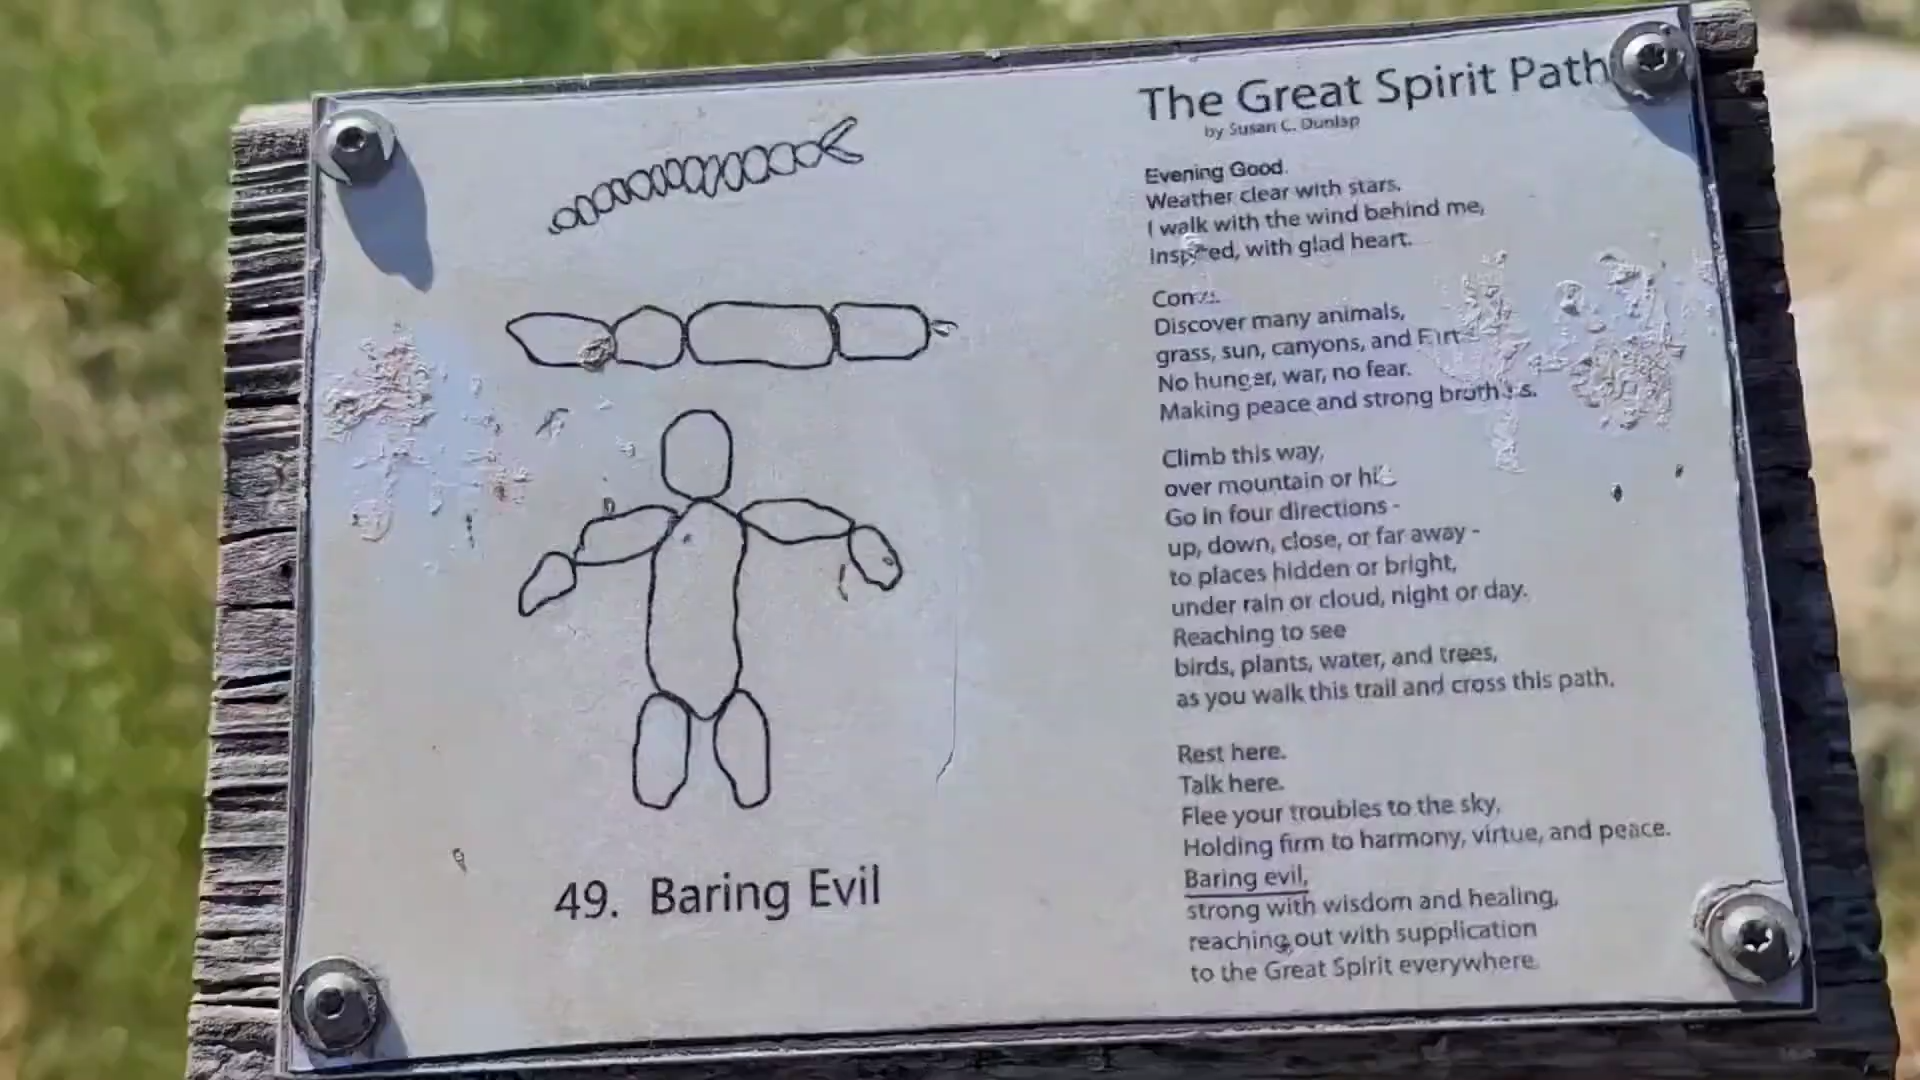 The Great Spirit Path
by Susan C. Dunlap
Evening Good.
Weather clear with stars.
I walk with the wind behind me,
Inspired, with glad heart.
Discover many animals,
grass, sun, canyons, and
No hunger, war, no fear.
Making peace and strong brothers.
Climb this way,
over mountain or
Go in four directions -
up, down, close, or far away -
to places hidden or bright,
under rain or cloud, night or day.
Reaching to see
birds, plants, water, and trees,
as you walk this trail and cross this path.
Rest here.
Talk here.
Flee your troubles to the sky,
Holding firm to harmony, virtue, and peace.
Baring evil,
strong with wisdom and healing,
reaching out with supplication
to the Great Spirit everywhere.
49. Baring Evil